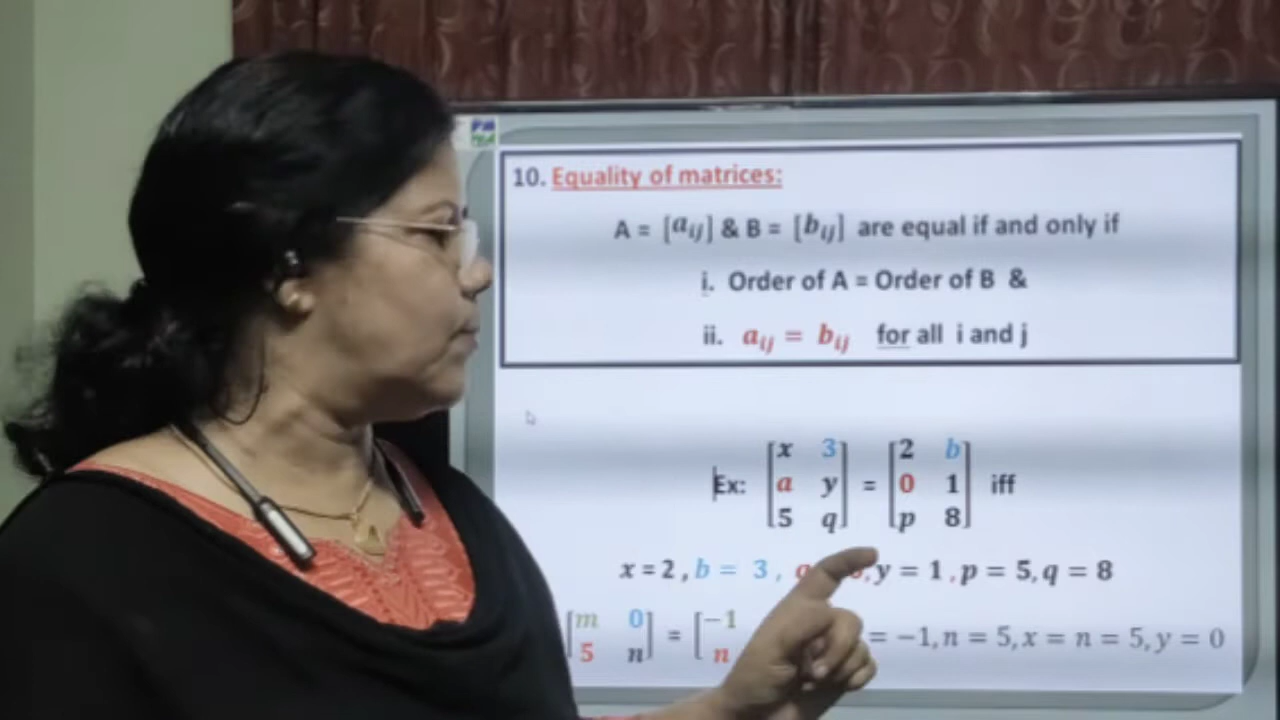 10. Equality of matrices:
A = [aij] & B = [bij] are equal if and only if
i. Order of A = Order of B &
ii. aij = bij for all i and j
Ex: [x 3; a y; 5 q] = [2 b; 0 1; p 8] iff
x = 2 , b = 3 , y = 1 , p = 5, q = 8
[m 0; 5 n] = [−1 n = −1, n = 5, x = n = 5, y = 0